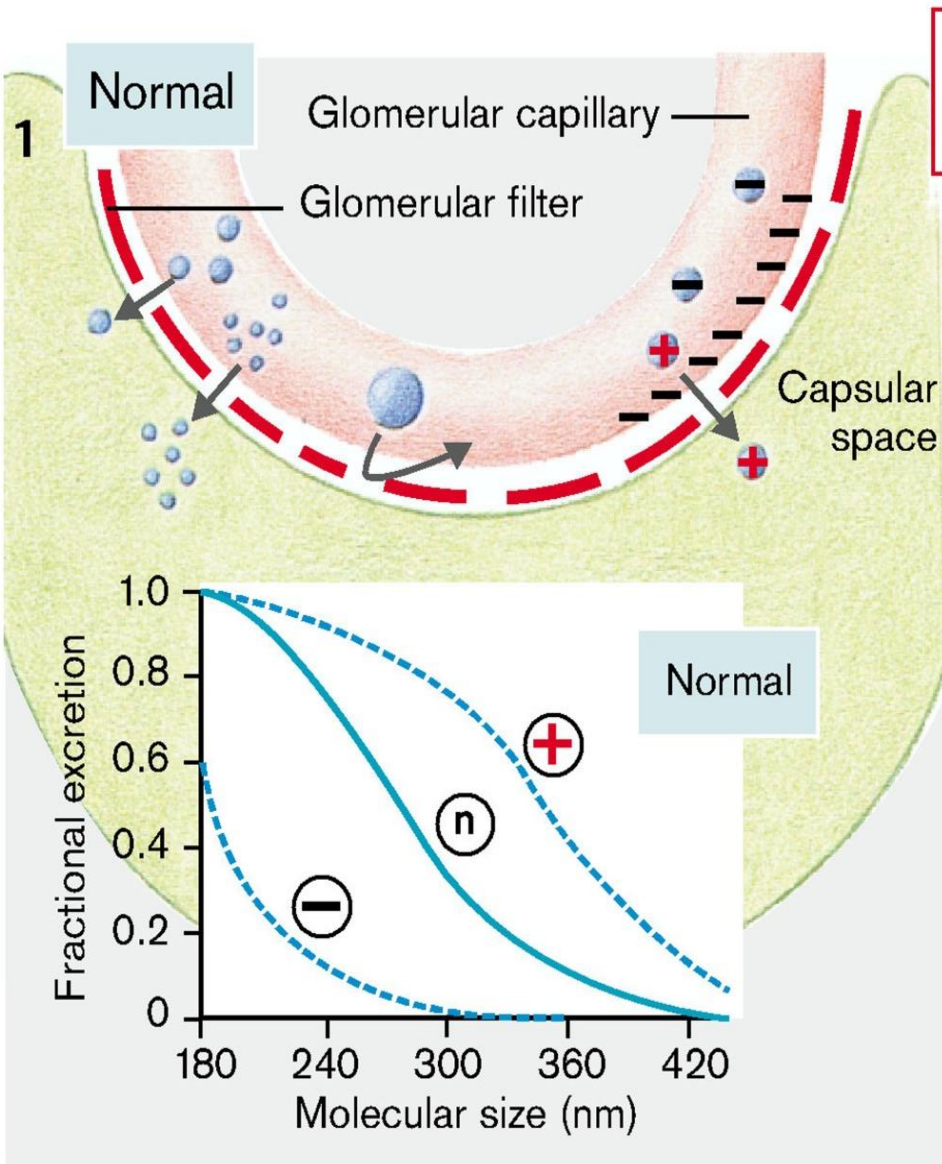 1
Normal
Glomerular capillary
Glomerular filter
−
−
+
+
Capsular
space
Normal
Fractional excretion
1.0
0.8
0.6
0.4
0.2
0
+
n
−
180 240 300 360 420
Molecular size (nm)